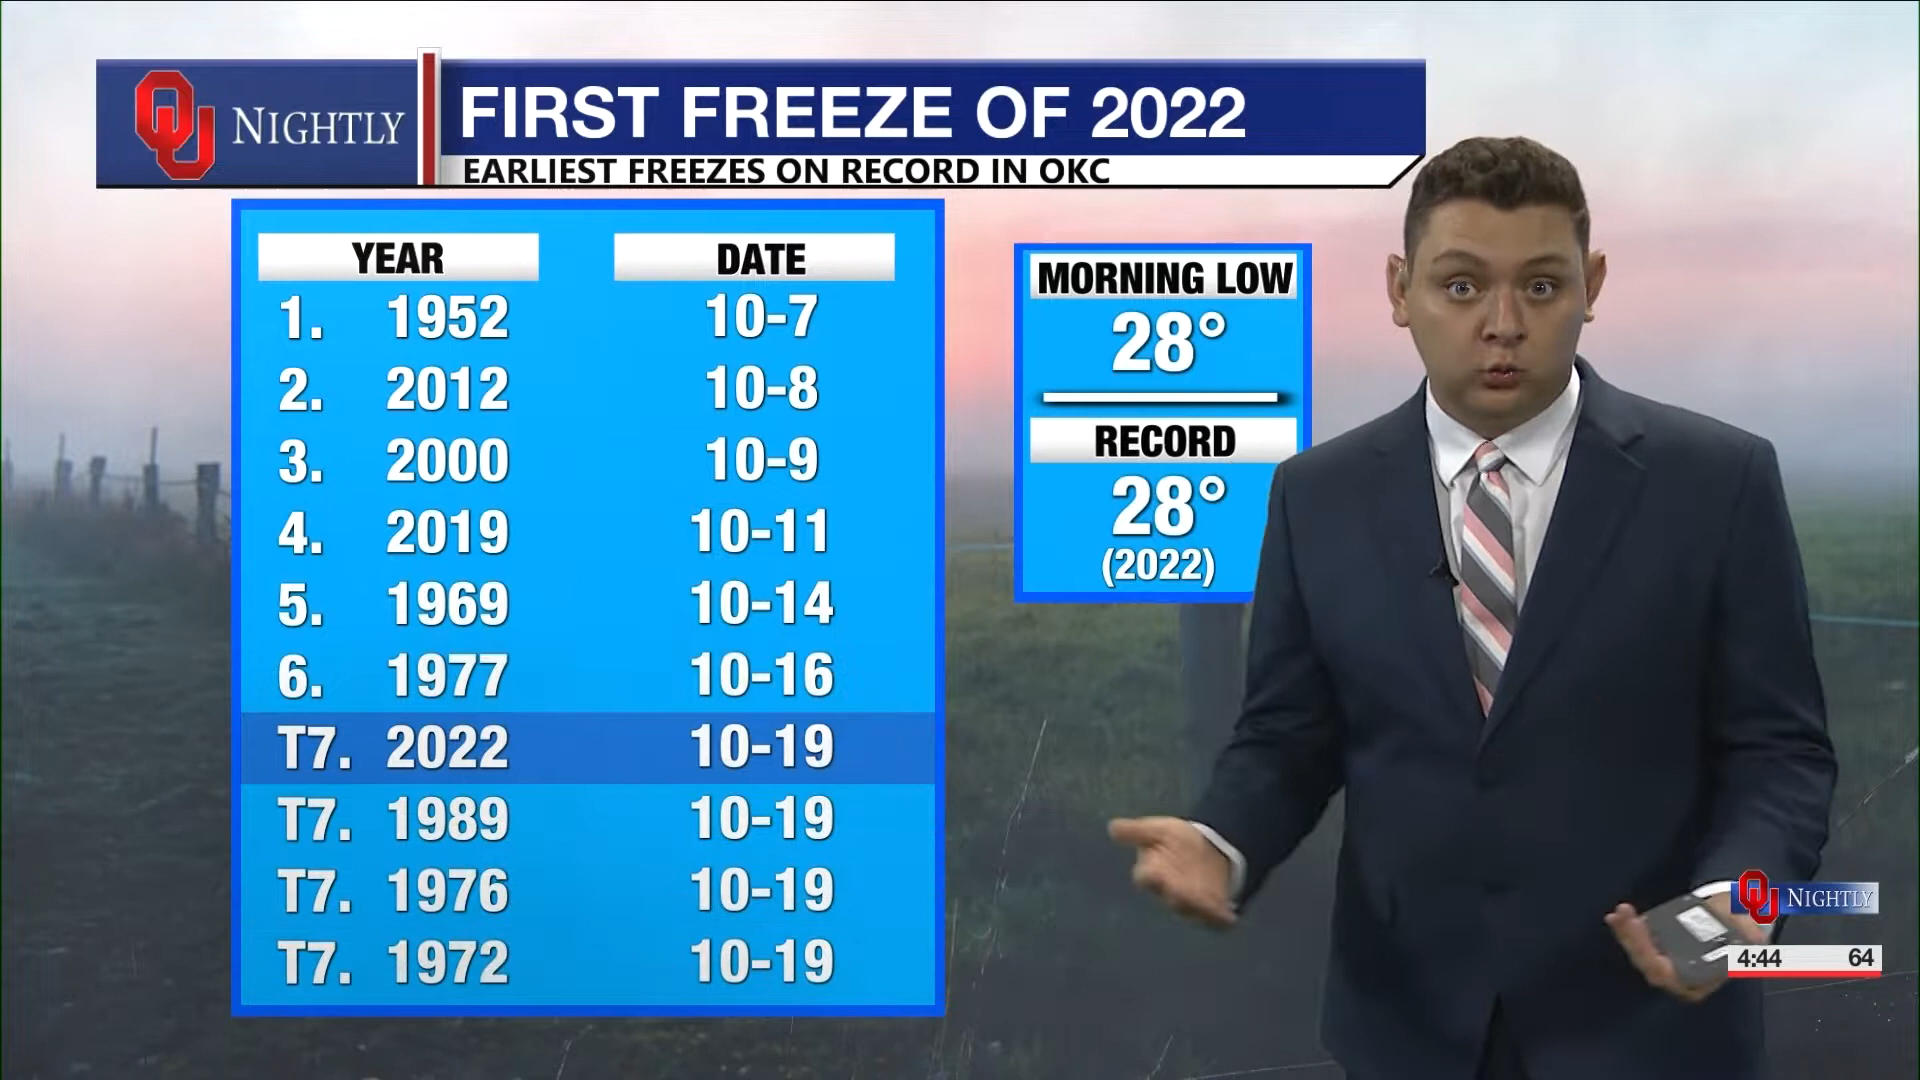 OU NIGHTLY
FIRST FREEZE OF 2022
EARLIEST FREEZES ON RECORD IN OKC
YEAR DATE
1. 1952 10-7
2. 2012 10-8
3. 2000 10-9
4. 2019 10-11
5. 1969 10-14
6. 1977 10-16
T7. 2022 10-19
T7. 1989 10-19
T7. 1976 10-19
T7. 1972 10-19
MORNING LOW
28°
RECORD
28°
(2022)
OU NIGHTLY
4:44 64